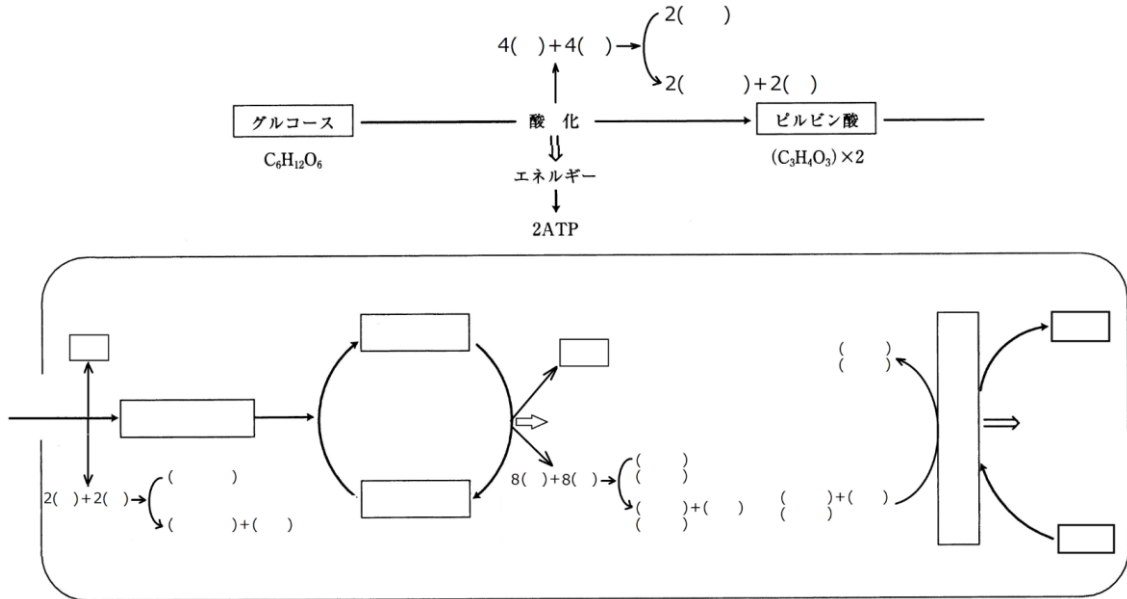 2(　　)
4(　)+4(　)→
2(　　　)+2(　)
グルコース
酸 化
ピルビン酸
C₆H₁₂O₆
(C₃H₄O₃)×2
エネルギー
2ATP
2(　)+2(　)→
(　　　)
(　　　)+(　　)
8(　)+8(　)→
(　　)
(　　)
(　　)+(　)
(　　)
(　　)
(　　)
(　　)+(　　)
(　　)